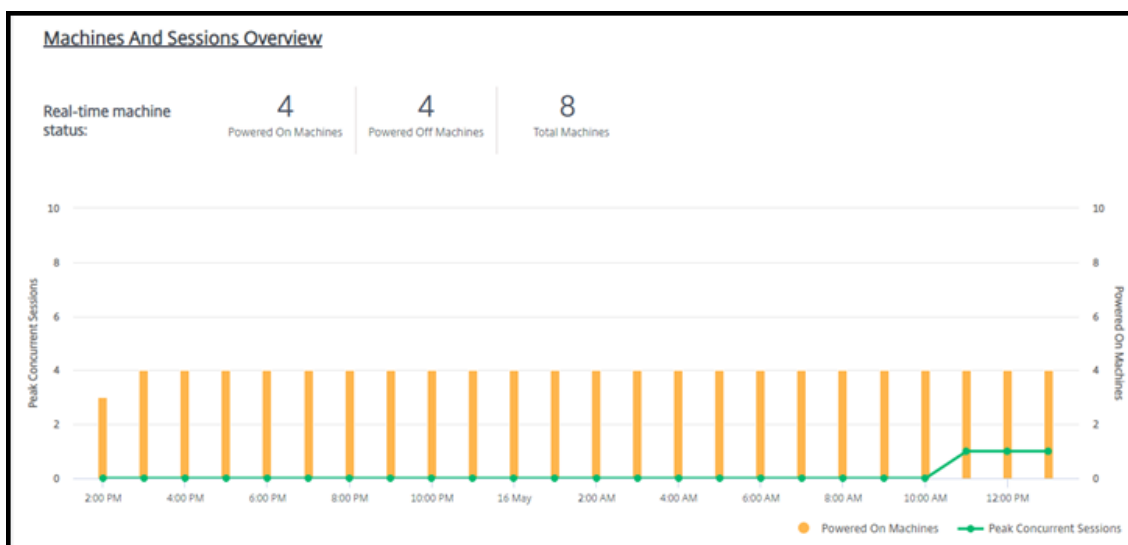 Machines And Sessions Overview
Real-time machine
status:
4
Powered On Machines
4
Powered Off Machines
8
Total Machines
10
8
6
4
2
0
Peak Concurrent Sessions
10
8
6
4
2
0
Powered On Machines
2:00 PM
4:00 PM
6:00 PM
8:00 PM
10:00 PM
16 May
2:00 AM
4:00 AM
6:00 AM
8:00 AM
10:00 AM
12:00 PM
Powered On Machines
Peak Concurrent Sessions